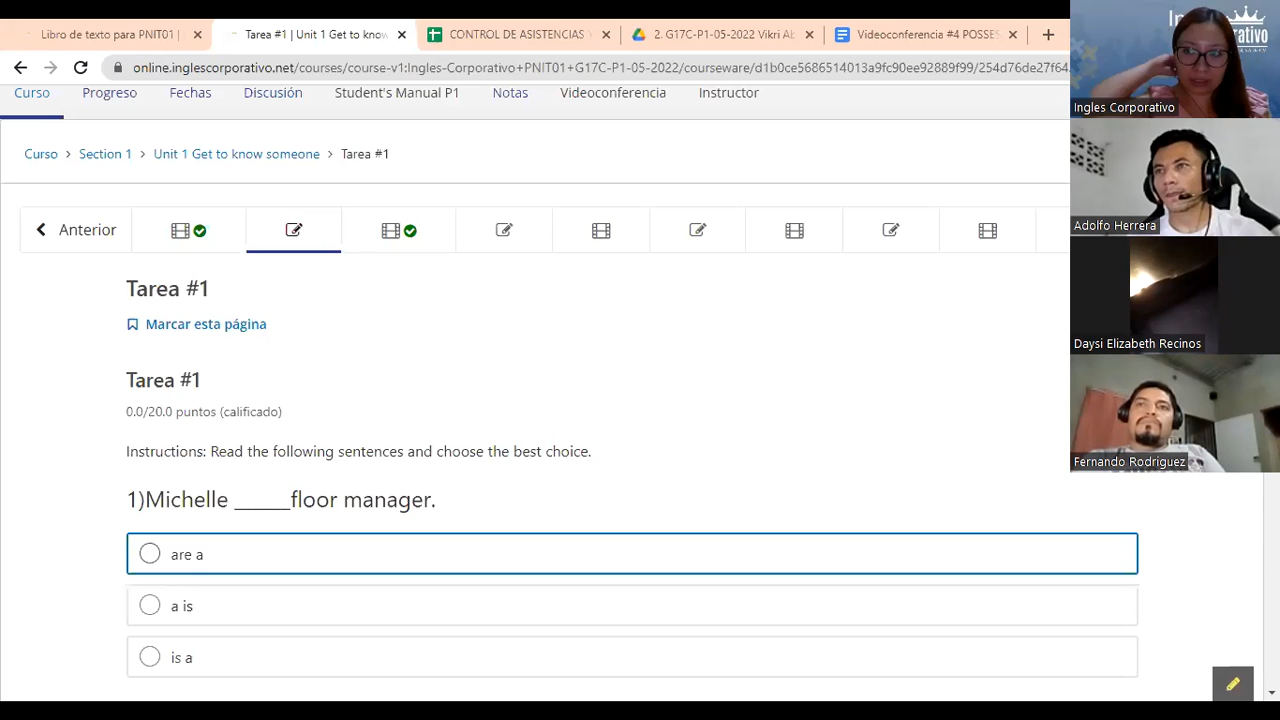 Libro de texto para PNIT01 |
Tarea #1 | Unit 1 Get to know
CONTROL DE ASISTENCIAS
2. G17C-P1-05-2022 Vikri Ab
Videoconferencia #4 POSSES
online.inglescorporativo.net/courses/course-v1:Ingles-Corporativo+PNIT01+G17C-P1-05-2022/courseware/d1b0ce5686514013a9fc90ee92889f99/254d76de27f64
Curso Progreso Fechas Discusión Student's Manual P1 Notas Videoconferencia Instructor
Curso > Section 1 > Unit 1 Get to know someone > Tarea #1
Anterior
Tarea #1
Marcar esta página
Tarea #1
0.0/20.0 puntos (calificado)
Instructions: Read the following sentences and choose the best choice.
1)Michelle ______floor manager.
are a
a is
is a
Ingles Corporativo
Adolfo Herrera
Daysi Elizabeth Recinos
Fernando Rodriguez